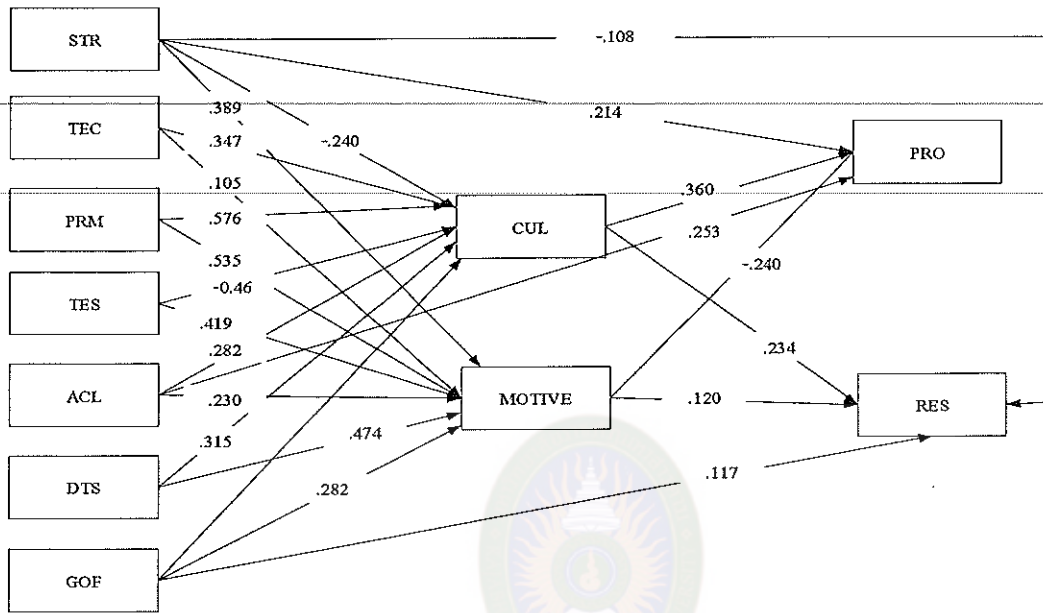 STR
-.108
.389
.214
TEC
.347
-.240
PRO
.105
.360
PRM
.576
CUL
.253
.535
-.240
TES
-0.46
.419
.234
.282
ACL
.230
MOTIVE
.120
RES
.315
.474
.117
DTS
.282
GOF